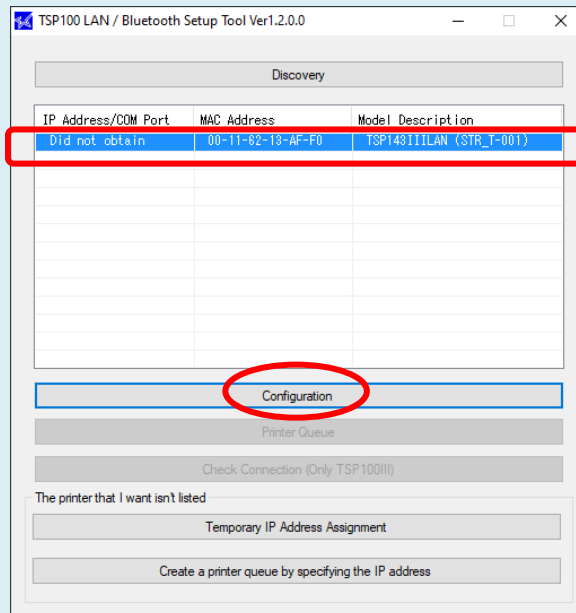 TSP100 LAN / Bluetooth Setup Tool Ver1.2.0.0
Discovery
IP Address/COM Port MAC Address Model Description
Did not obtain 00-11-62-13-AF-F0 TSP143IIILAN (STR_T-001)
Configuration
Printer Queue
Check Connection (Only TSP100III)
The printer that I want isn't listed
Temporary IP Address Assignment
Create a printer queue by specifying the IP address